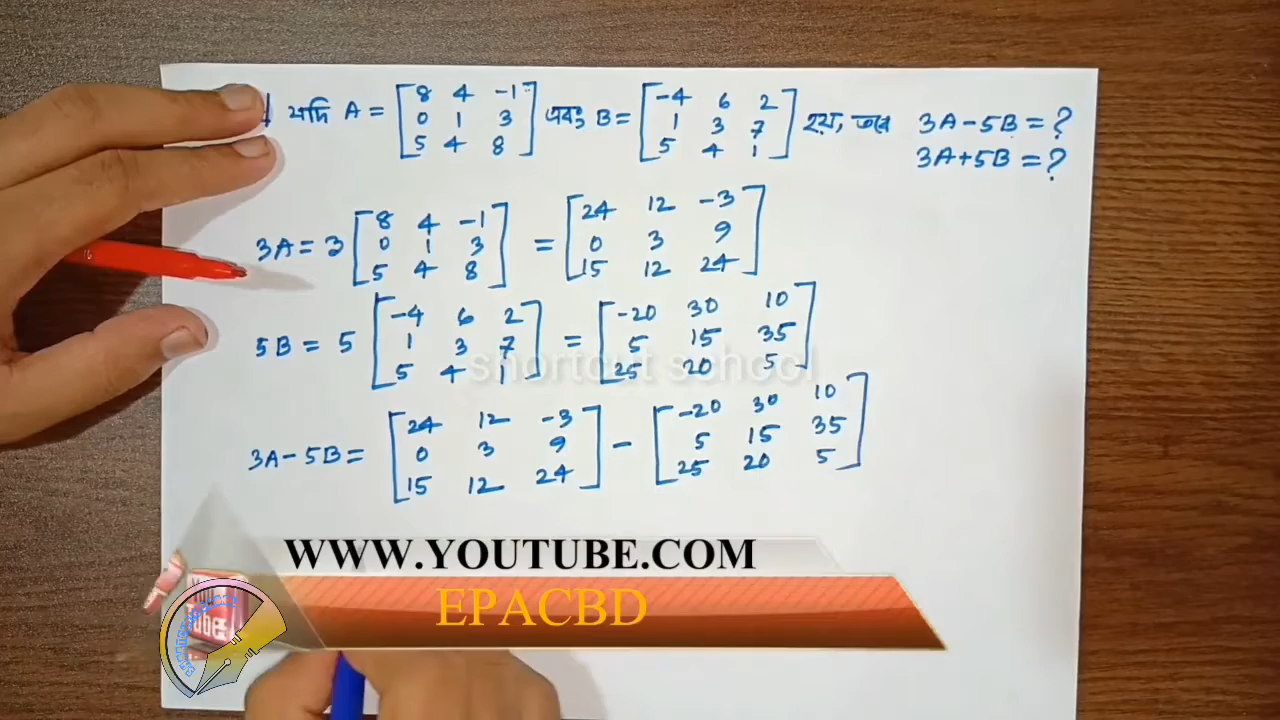 যদি A = [8 4 -1 এবং B = [-4 6 2 হয়, তবে 3A-5B = ?
0 1 3 1 3 7
5 4 8] 5 4 1] 3A+5B = ?
3A = 3 [8 4 -1 = [24 12 -3
0 1 3 0 3 9
5 4 8] 15 12 24]
5B = 5 [-4 6 2 = [-20 30 10
1 3 7 5 15 35
5 4 1] 25 20 5]
shortcut school
3A-5B = [24 12 -3 - [-20 30 10
0 3 9 5 15 35
15 12 24] 25 20 5]
WWW.YOUTUBE.COM
EPACBD